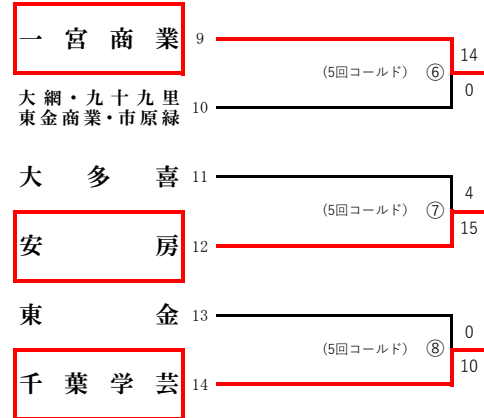 一宮商業 9
14
(5回コールド) ⑥
0
大網・九十九里
東金商業・市原緑 10
大多喜 11
4
(5回コールド) ⑦
15
安房 12
東金 13
0
(5回コールド) ⑧
10
千葉学芸 14